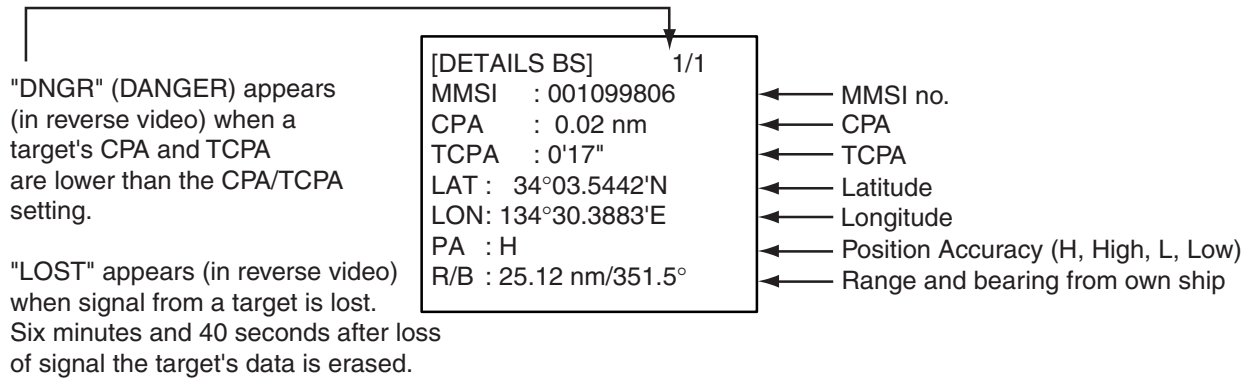 "DNGR" (DANGER) appears
(in reverse video) when a
target's CPA and TCPA
are lower than the CPA/TCPA
setting.
"LOST" appears (in reverse video)
when signal from a target is lost.
Six minutes and 40 seconds after loss
of signal the target's data is erased.
[DETAILS BS] 1/1
MMSI : 001099806
CPA : 0.02 nm
TCPA : 0'17"
LAT : 34°03.5442'N
LON: 134°30.3883'E
PA : H
R/B : 25.12 nm/351.5°
MMSI no.
CPA
TCPA
Latitude
Longitude
Position Accuracy (H, High, L, Low)
Range and bearing from own ship